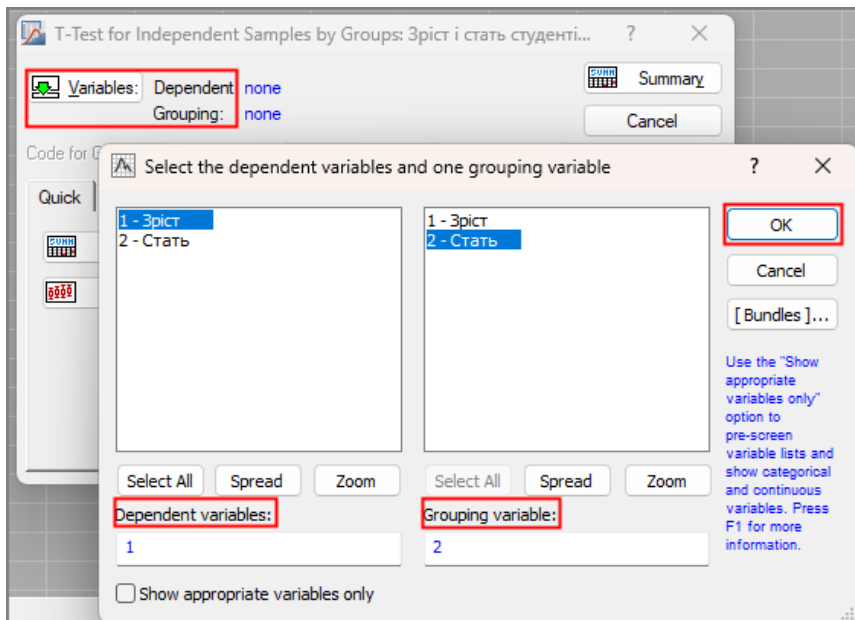 T-Test for Independent Samples by Groups: Зріст і стать студенті... ?
Variables: Dependent none
Grouping: none
Summary
Cancel
Code for G
Quick
Select the dependent variables and one grouping variable ?
1 - Зріст
2 - Стать
1 - Зріст
2 - Стать
OK
Cancel
[ Bundles ]...
Use the "Show
appropriate
variables only"
option to
pre-screen
variable lists and
show categorical
and continuous
variables. Press
F1 for more
information.
Select All Spread Zoom
Select All Spread Zoom
Dependent variables:
Grouping variable:
1
2
Show appropriate variables only